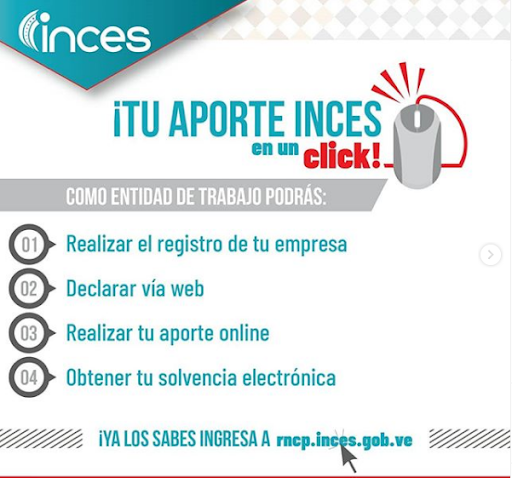 inces
¡TU APORTE INCES
en un click!
COMO ENTIDAD DE TRABAJO PODRÁS:
01 Realizar el registro de tu empresa
02 Declarar vía web
03 Realizar tu aporte online
04 Obtener tu solvencia electrónica
¡YA LOS SABES INGRESA A rncp.inces.gob.ve